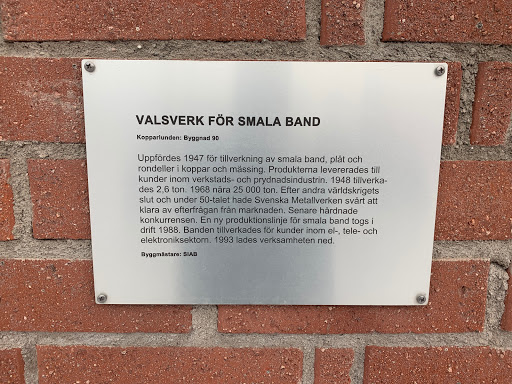 VALSVERK FÖR SMALA BAND
Kopparlunden: Byggnad 90
Uppfördes 1947 för tillverkning av smala band, plåt och
rondeller i koppar och mässing. Produkterna levererades till
kunder inom verkstads- och prydnadsindustrin. 1948 tillverka-
des 2,6 ton. 1968 nära 25 000 ton. Efter andra världskrigets
slut och under 50-talet hade Svenska Metallverken svårt att
klara av efterfrågan från marknaden. Senare hårdnade
konkurrensen. En ny produktionslinje för smala band togs i
drift 1988. Banden tillverkades för kunder inom el-, tele- och
elektroniksektorn. 1993 lades verksamheten ned.
Byggmästare: SIAB